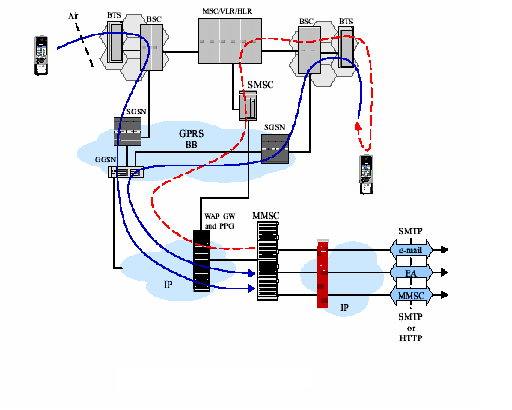 Air
BTS
BSC
MSC/VLR/HLR
BSC
BTS
SMSC
SGSN
GPRS
BB
SGSN
GGSN
WAP GW
and PPG
MMSC
SMTP
e-mail
EA
MMSC
IP
IP
SMTP
or
HTTP